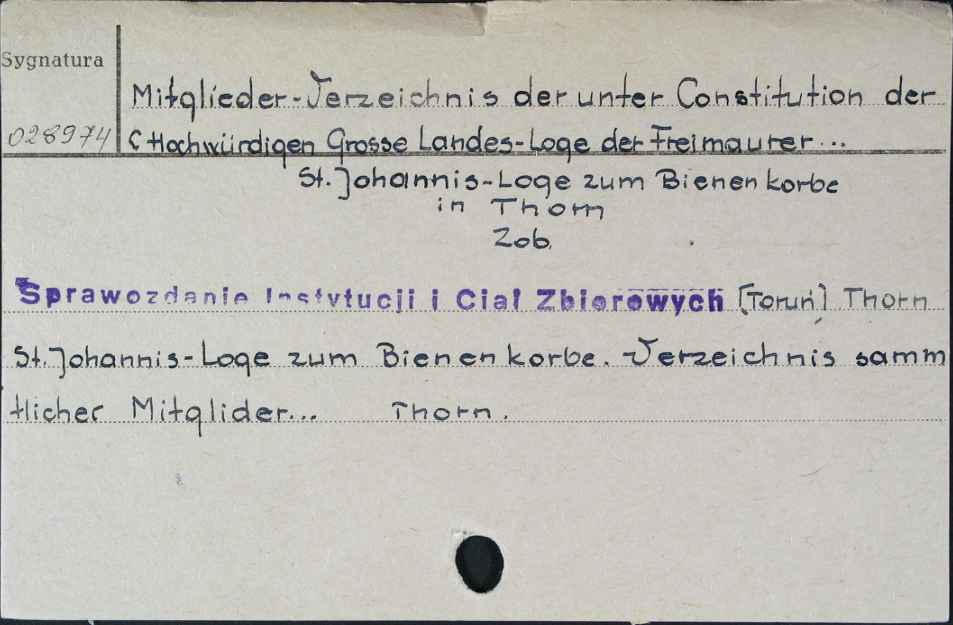 Sygnatura
Mitglieder-Verzeichnis der unter Constitution der
028974
Hochwürdigen Grosse Landes-Loge der Freimaurer...
St. Johannis-Loge zum Bienenkorbe
in Thorn
Zob.
Sprawozdanie Instytucji i Ciał Zbiorowych [Toruń] Thorn
St. Johannis-Loge zum Bienenkorbe. Verzeichnis samm
tlicher Mitglider... Thorn.